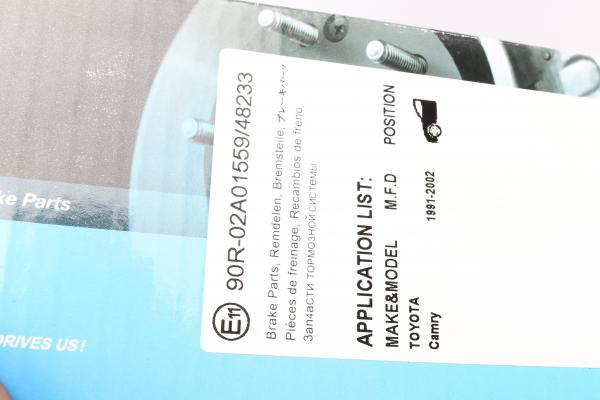 E11 90R-02A01559/48233
Brake Parts, Remdelen, Bremsteile, ブレーキパーツ
Pièces de freinage, Recambios de freno
Запчасти ТОРМОЗНОЙ СИСТЕМЫ
APPLICATION LIST:
MAKE&MODEL M.F.D POSITION
TOYOTA
Camry 1991-2002
ke Parts
DRIVES US!